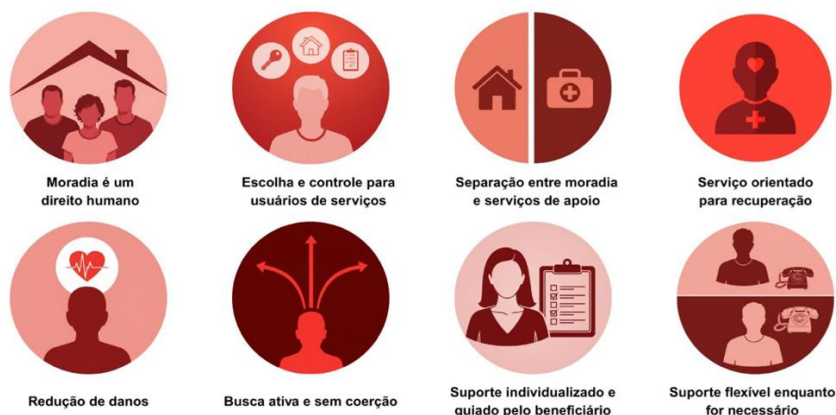 Moradia é um
direito humano
Escolha e controle para
usuários de serviços
Separação entre moradia
e serviços de apoio
Serviço orientado
para recuperação
Redução de danos
Busca ativa e sem coerção
Suporte individualizado e
guiado pelo beneficiário
Suporte flexível enquanto
for necessário